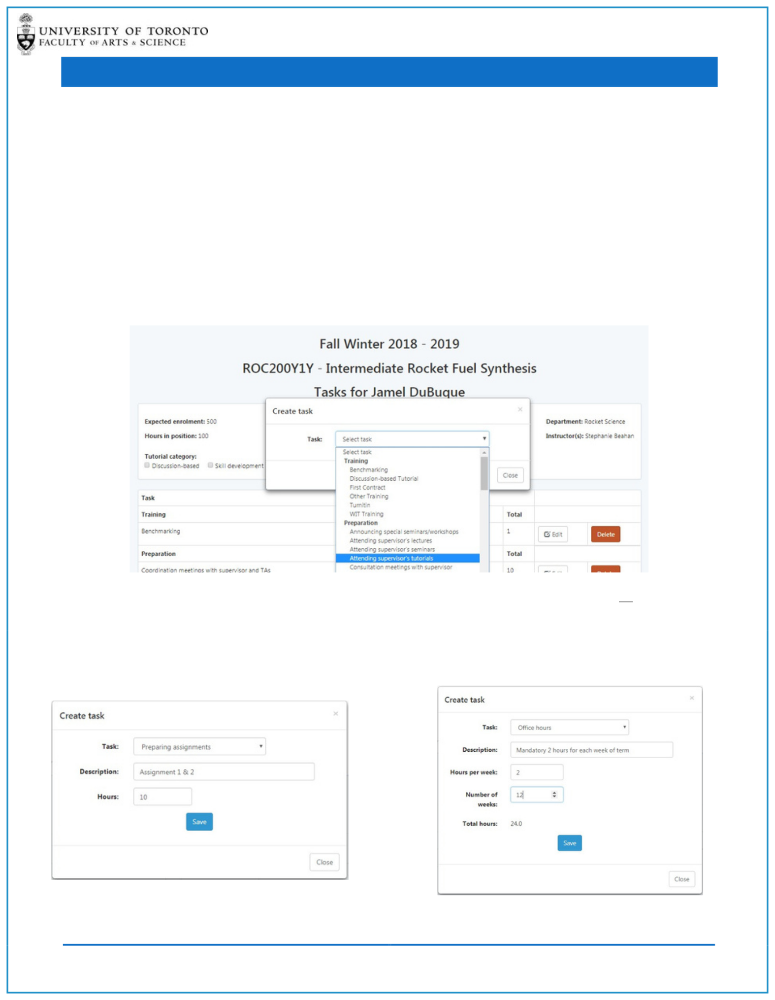 UNIVERSITY OF TORONTO
FACULTY OF ARTS & SCIENCE
Fall Winter 2018 - 2019
ROC200Y1Y - Intermediate Rocket Fuel Synthesis
Tasks for Jamel DuBuque
Create task
×
Expected enrolment: 500
Department: Rocket Science
Hours in position: 100
Instructor(s): Stephanie Beahan
Task:
Select task
Tutorial category:
Discussion-based
Skill development
Select task
Training
Benchmarking
Discussion-based Tutorial
First Contract
Other Training
Turnitin
WIT Training
Preparation
Announcing special seminars/workshops
Attending supervisor's lectures
Attending supervisor's seminars
Attending supervisor's tutorials
Consultation meetings with supervisor
Close
Task
Training
Total
Benchmarking
1
Edit
Delete
Preparation
Total
Coordination meetings with supervisor and TAs
10
Edit
Delete
Create task
×
Task:
Preparing assignments
Description:
Assignment 1 & 2
Hours:
10
Save
Close
Create task
×
Task:
Office hours
Description:
Mandatory 2 hours for each week of term
Hours per week:
2
Number of
weeks:
12
Total hours:
24.0
Save
Close